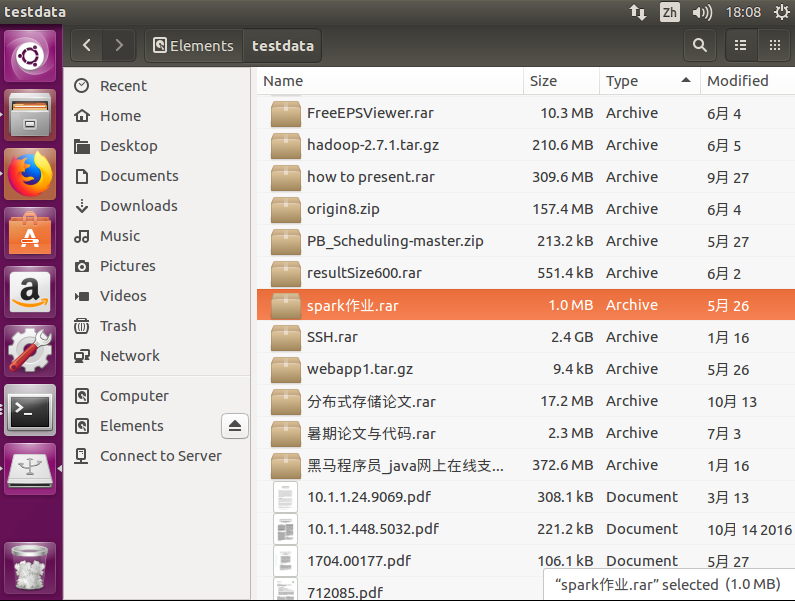 testdata
Zh
18:08
Elements
testdata
Recent
Home
Desktop
Documents
Downloads
Music
Pictures
Videos
Trash
Network
Computer
Elements
Connect to Server
Name Size Type Modified
FreeEPSViewer.rar 10.3 MB Archive 6月 4
hadoop-2.7.1.tar.gz 210.6 MB Archive 6月 5
how to present.rar 309.6 MB Archive 9月 27
origin8.zip 157.4 MB Archive 6月 4
PB_Scheduling-master.zip 213.2 kB Archive 5月 27
resultSize600.rar 551.4 kB Archive 6月 2
spark作业.rar 1.0 MB Archive 5月 26
SSH.rar 2.4 GB Archive 1月 16
webapp1.tar.gz 9.4 kB Archive 5月 26
分布式存储论文.rar 17.2 MB Archive 10月 13
暑期论文与代码.rar 2.3 MB Archive 7月 3
黑马程序员_java网上在线支... 372.6 MB Archive 1月 16
10.1.1.24.9069.pdf 308.1 kB Document 3月 13
10.1.1.448.5032.pdf 221.2 kB Document 10月 14 2016
1704.00177.pdf 106.1 kB Document 5月 27
712085.pdf
“spark作业.rar” selected (1.0 MB)